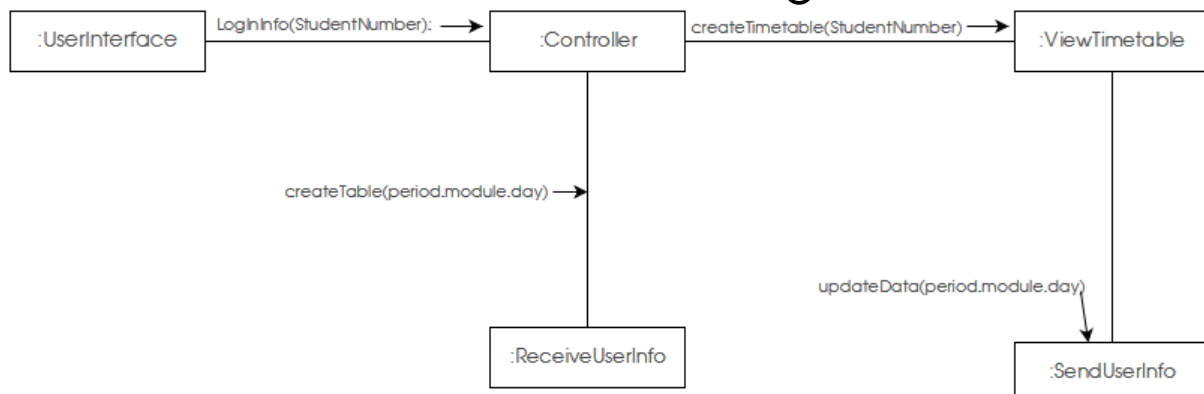 :UserInterface
LogInInfo(StudentNumber):
:Controller
createTimetable(StudentNumber)
:ViewTimetable
createTable(period.module.day)
updateData(period.module.day)
:ReceiveUserInfo
:SendUserInfo